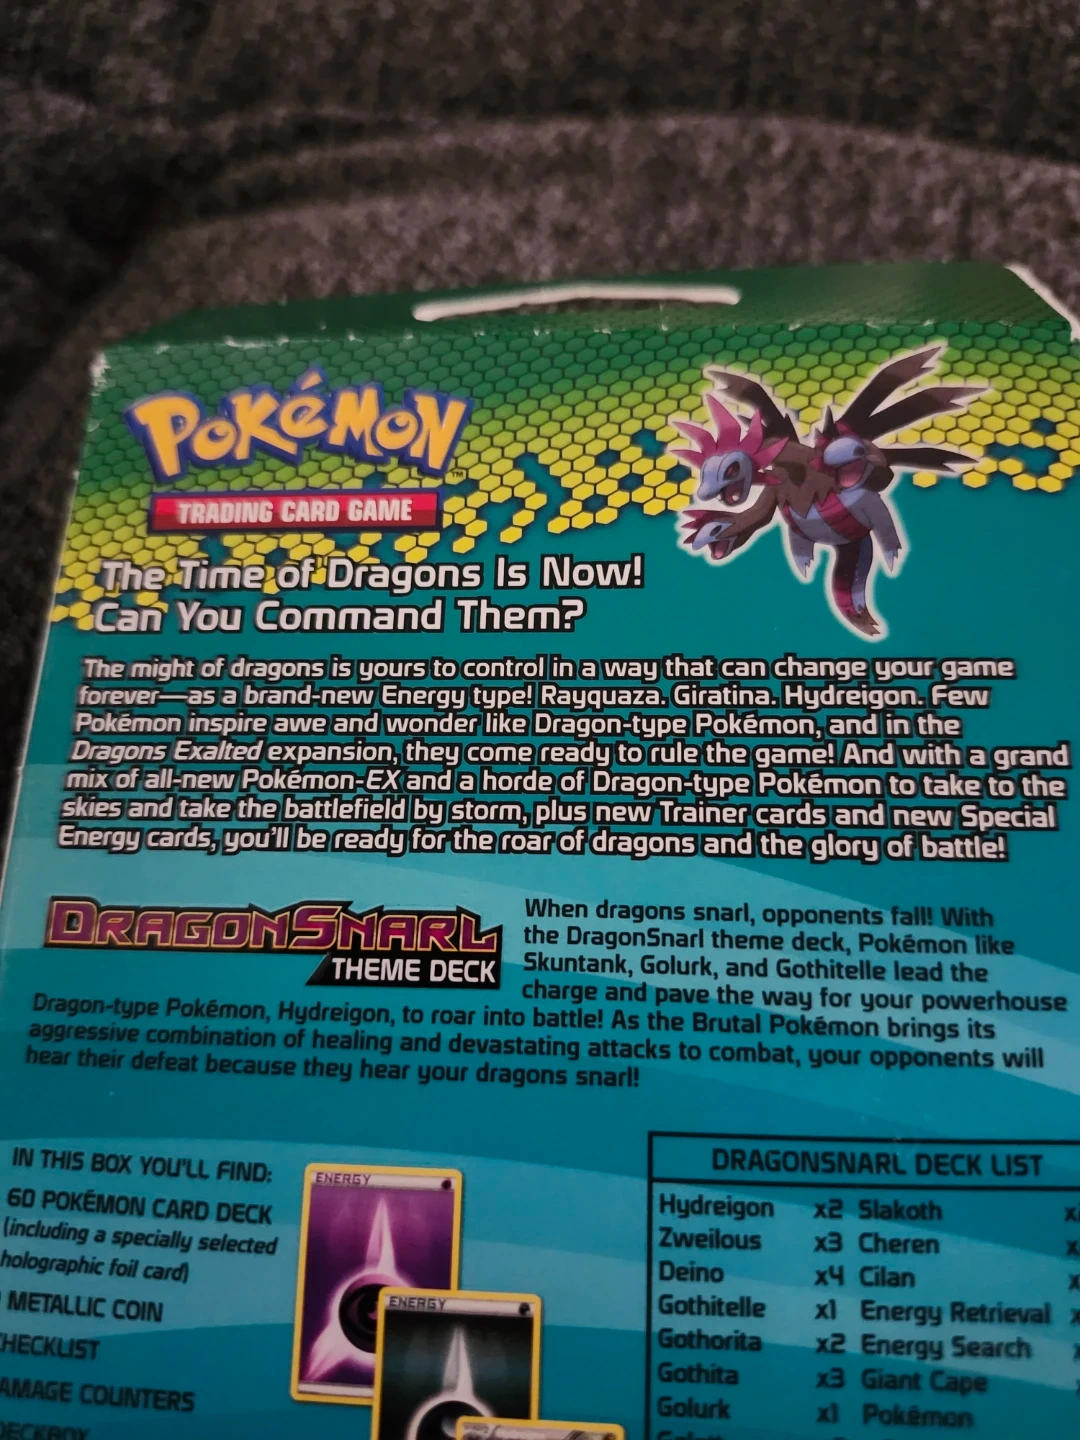 POKéMON™
TRADING CARD GAME
The Time of Dragons Is Now!
Can You Command Them?
The might of dragons is yours to control in a way that can change your game
forever—as a brand-new Energy type! Rayquaza. Giratina. Hydreigon. Few
Pokémon inspire awe and wonder like Dragon-type Pokémon, and in the
Dragons Exalted expansion, they come ready to rule the game! And with a grand
mix of all-new Pokémon-EX and a horde of Dragon-type Pokémon to take to the
skies and take the battlefield by storm, plus new Trainer cards and new Special
Energy cards, you'll be ready for the roar of dragons and the glory of battle!
DRAGONSNARL
THEME DECK
When dragons snarl, opponents fall! With
the DragonSnarl theme deck, Pokémon like
Skuntank, Golurk, and Gothitelle lead the
charge and pave the way for your powerhouse
Dragon-type Pokémon, Hydreigon, to roar into battle! As the Brutal Pokémon brings its
aggressive combination of healing and devastating attacks to combat, your opponents will
hear their defeat because they hear your dragons snarl!
IN THIS BOX YOU'LL FIND:
60 POKÉMON CARD DECK
(including a specially selected
holographic foil card)
METALLIC COIN
HECKLIST
AMAGE COUNTERS
DECKBOX
ENERGY
ENERGY
DRAGONSNARL DECK LIST
Hydreigon x2 Slakoth x
Zweilous x3 Cheren x
Deino x4 Cilan x
Gothitelle x1 Energy Retrieval x
Gothorita x2 Energy Search
Gothita x3 Giant Cape
Golurk x1 Pokémon